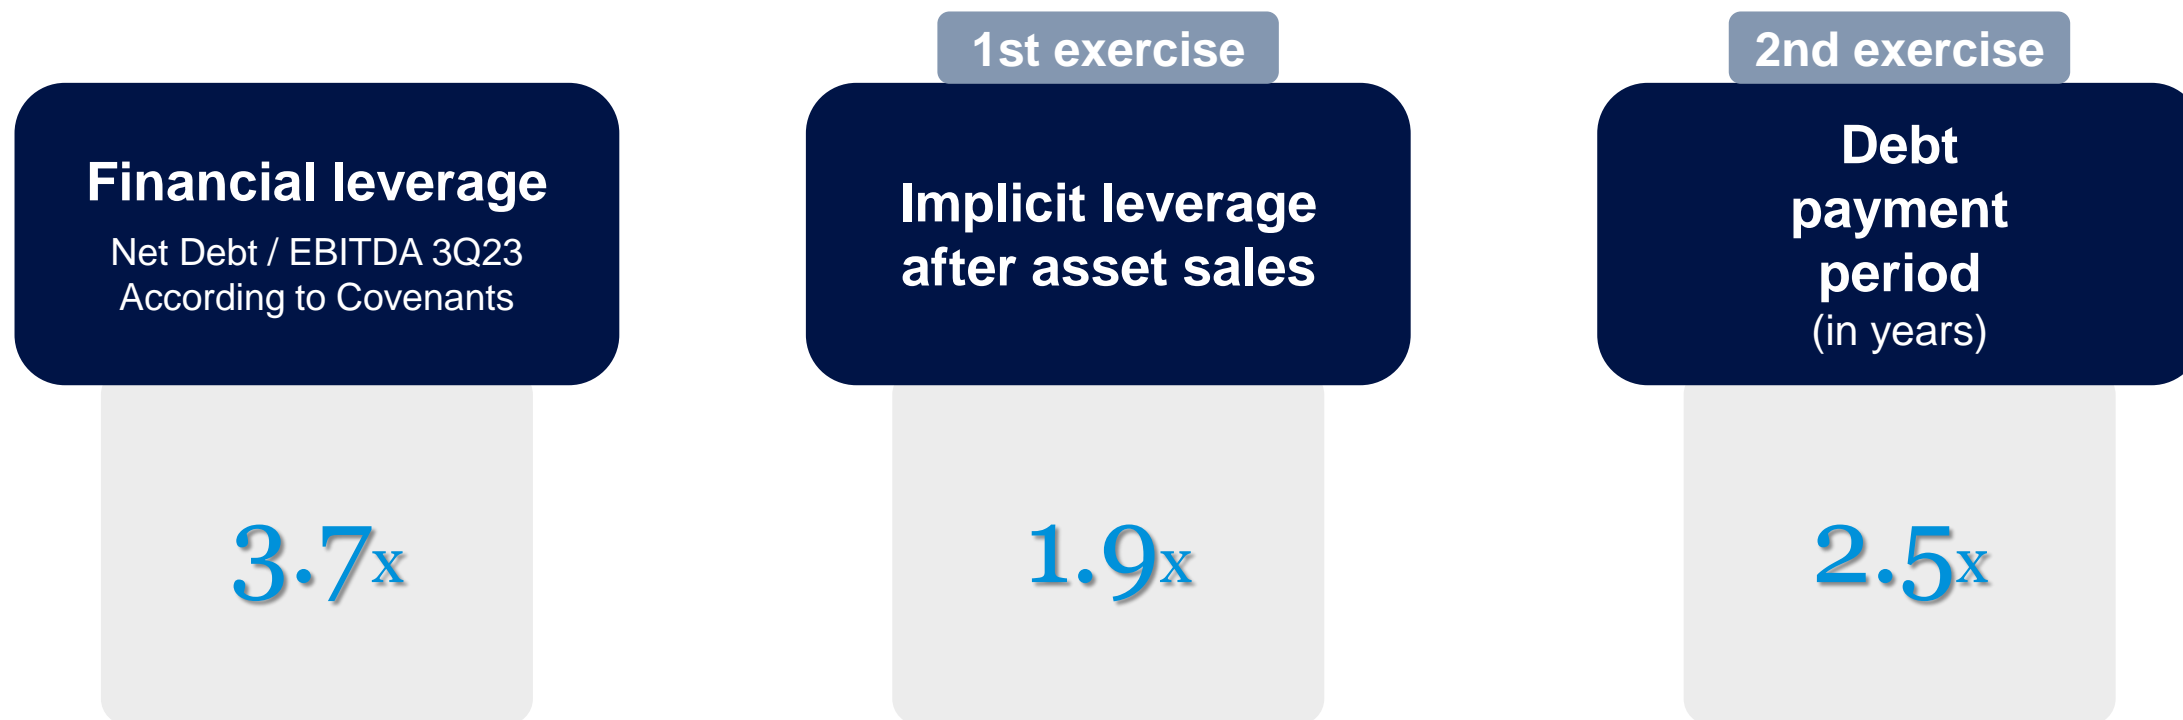 Financial leverage
Net Debt / EBITDA 3Q23
According to Covenants
3.7x
1st exercise
Implicit leverage
after asset sales
1.9x
2nd exercise
Debt
payment
period
(in years)
2.5x